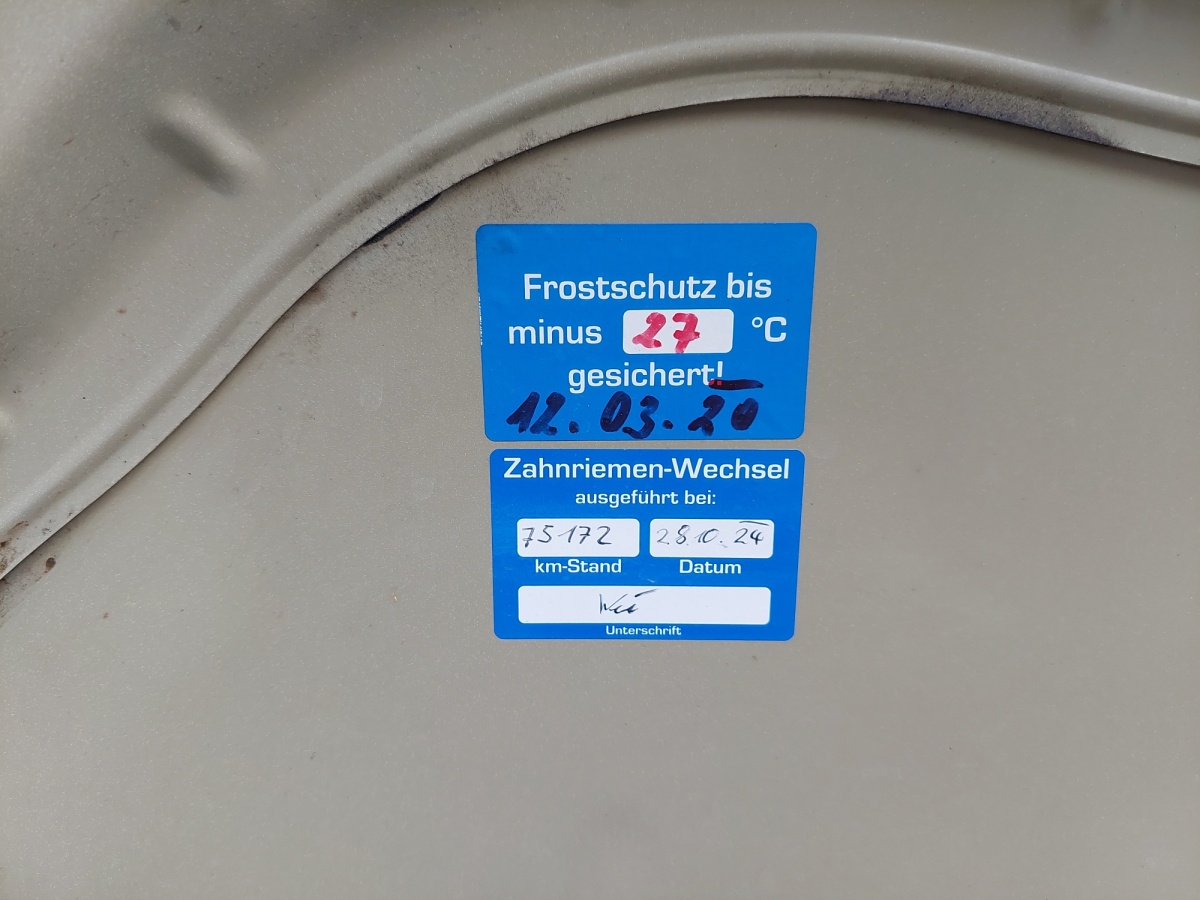 Frostschutz bis
minus 27 °C
gesichert!
12.03.20
Zahnriemen-Wechsel
ausgeführt bei:
75172 28.10.24
km-Stand Datum
Unterschrift